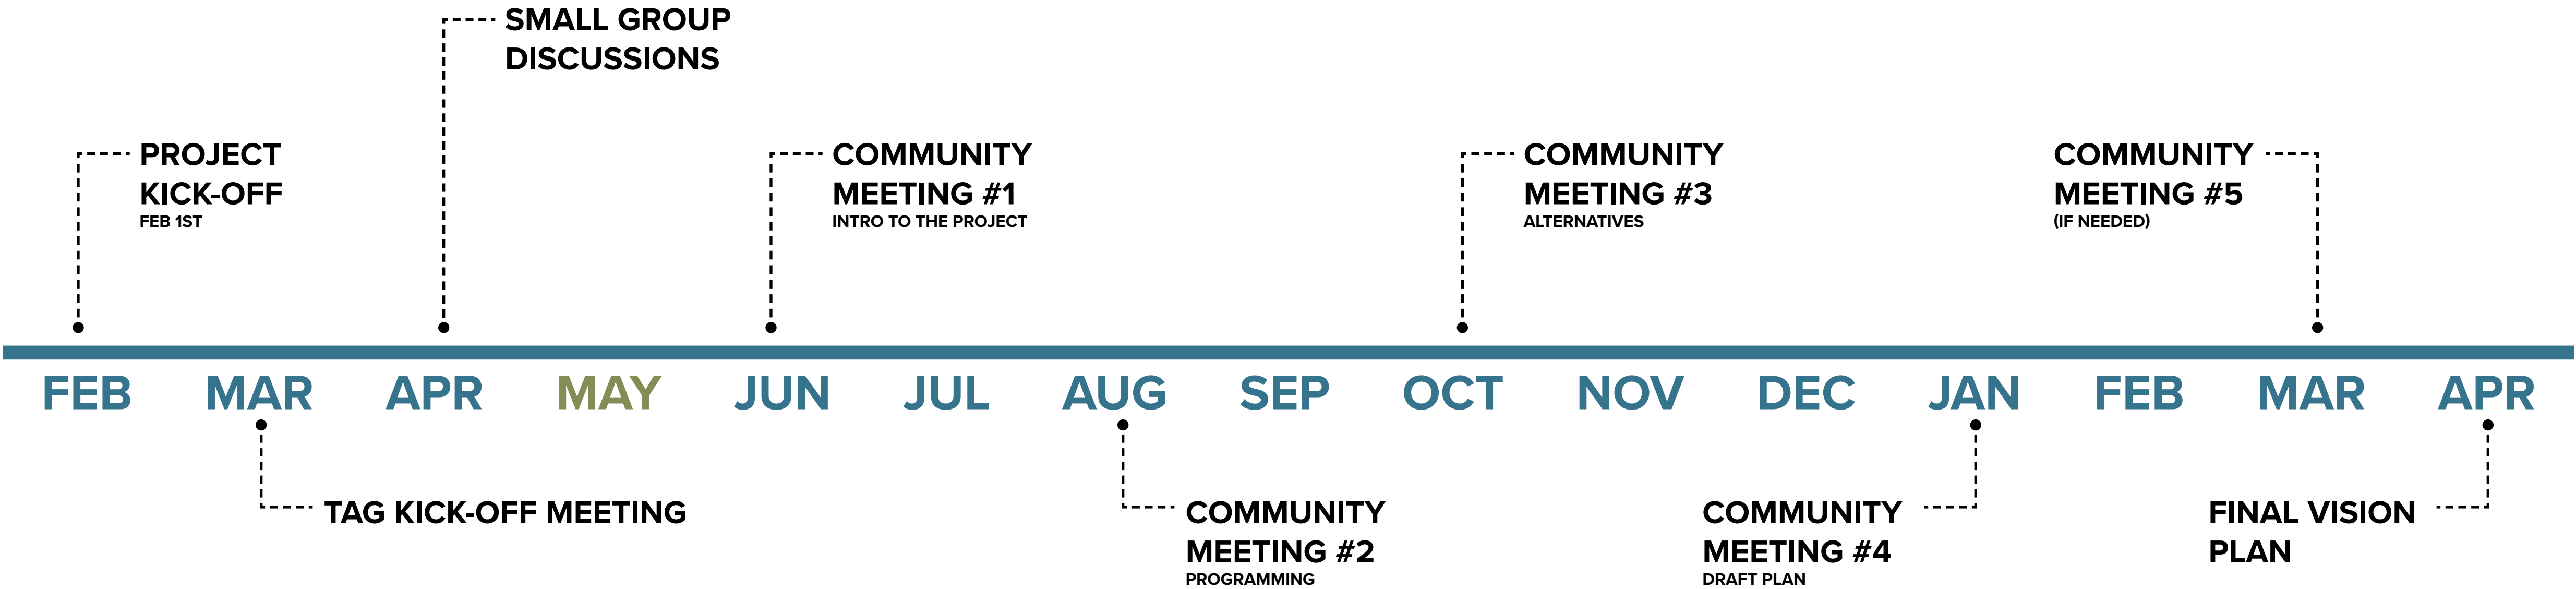 SMALL GROUP
DISCUSSIONS
PROJECT
KICK-OFF
FEB 1ST
COMMUNITY
MEETING #1
INTRO TO THE PROJECT
COMMUNITY
MEETING #3
ALTERNATIVES
COMMUNITY
MEETING #5
(IF NEEDED)
FEB MAR APR MAY JUN JUL AUG SEP OCT NOV DEC JAN FEB MAR APR
TAG KICK-OFF MEETING
COMMUNITY
MEETING #2
PROGRAMMING
COMMUNITY
MEETING #4
DRAFT PLAN
FINAL VISION
PLAN